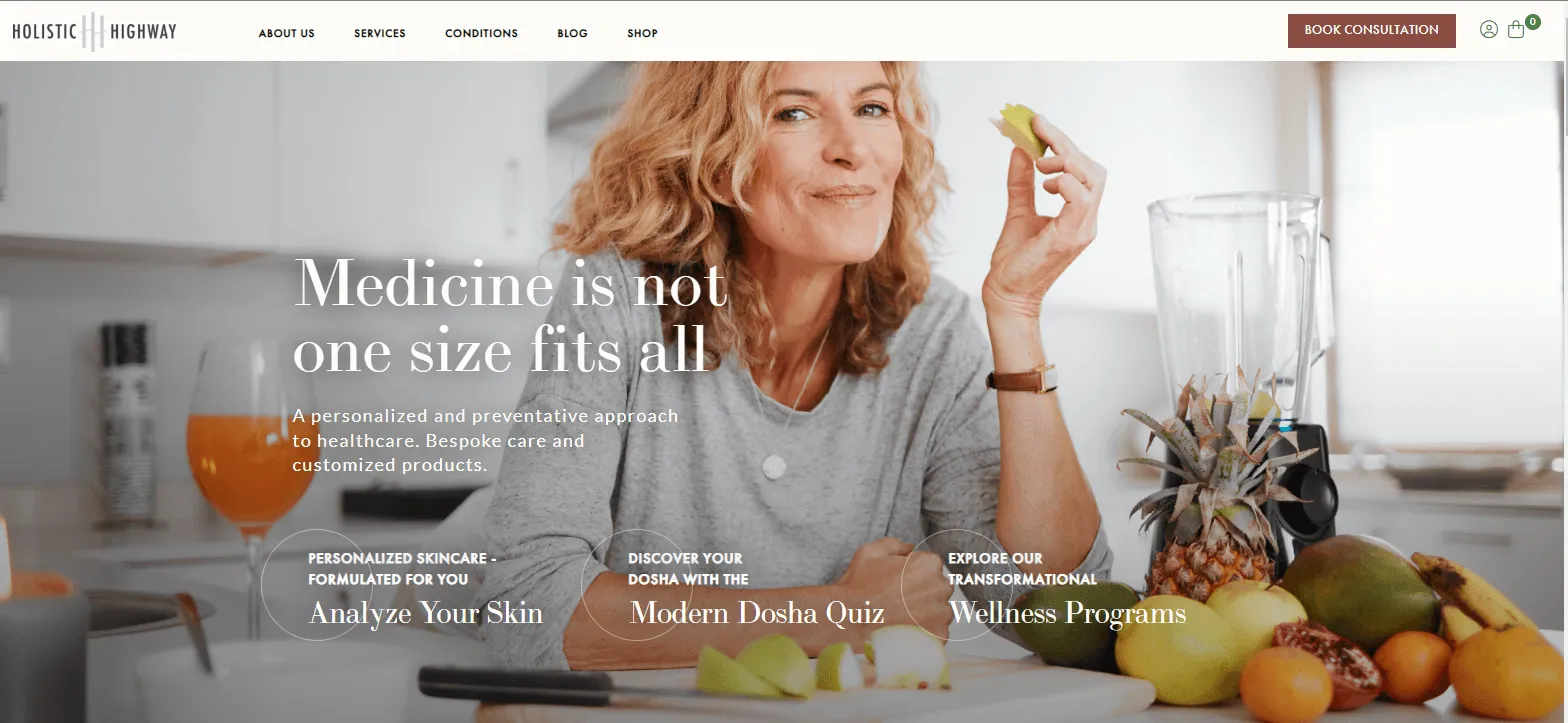 HOLISTIC HIGHWAY
ABOUT US
SERVICES
CONDITIONS
BLOG
SHOP
BOOK CONSULTATION
0
Medicine is not
one size fits all
A personalized and preventative approach
to healthcare. Bespoke care and
customized products.
PERSONALIZED SKINCARE -
FORMULATED FOR YOU
Analyze Your Skin
DISCOVER YOUR
DOSHA WITH THE
Modern Dosha Quiz
EXPLORE OUR
TRANSFORMATIONAL
Wellness Programs